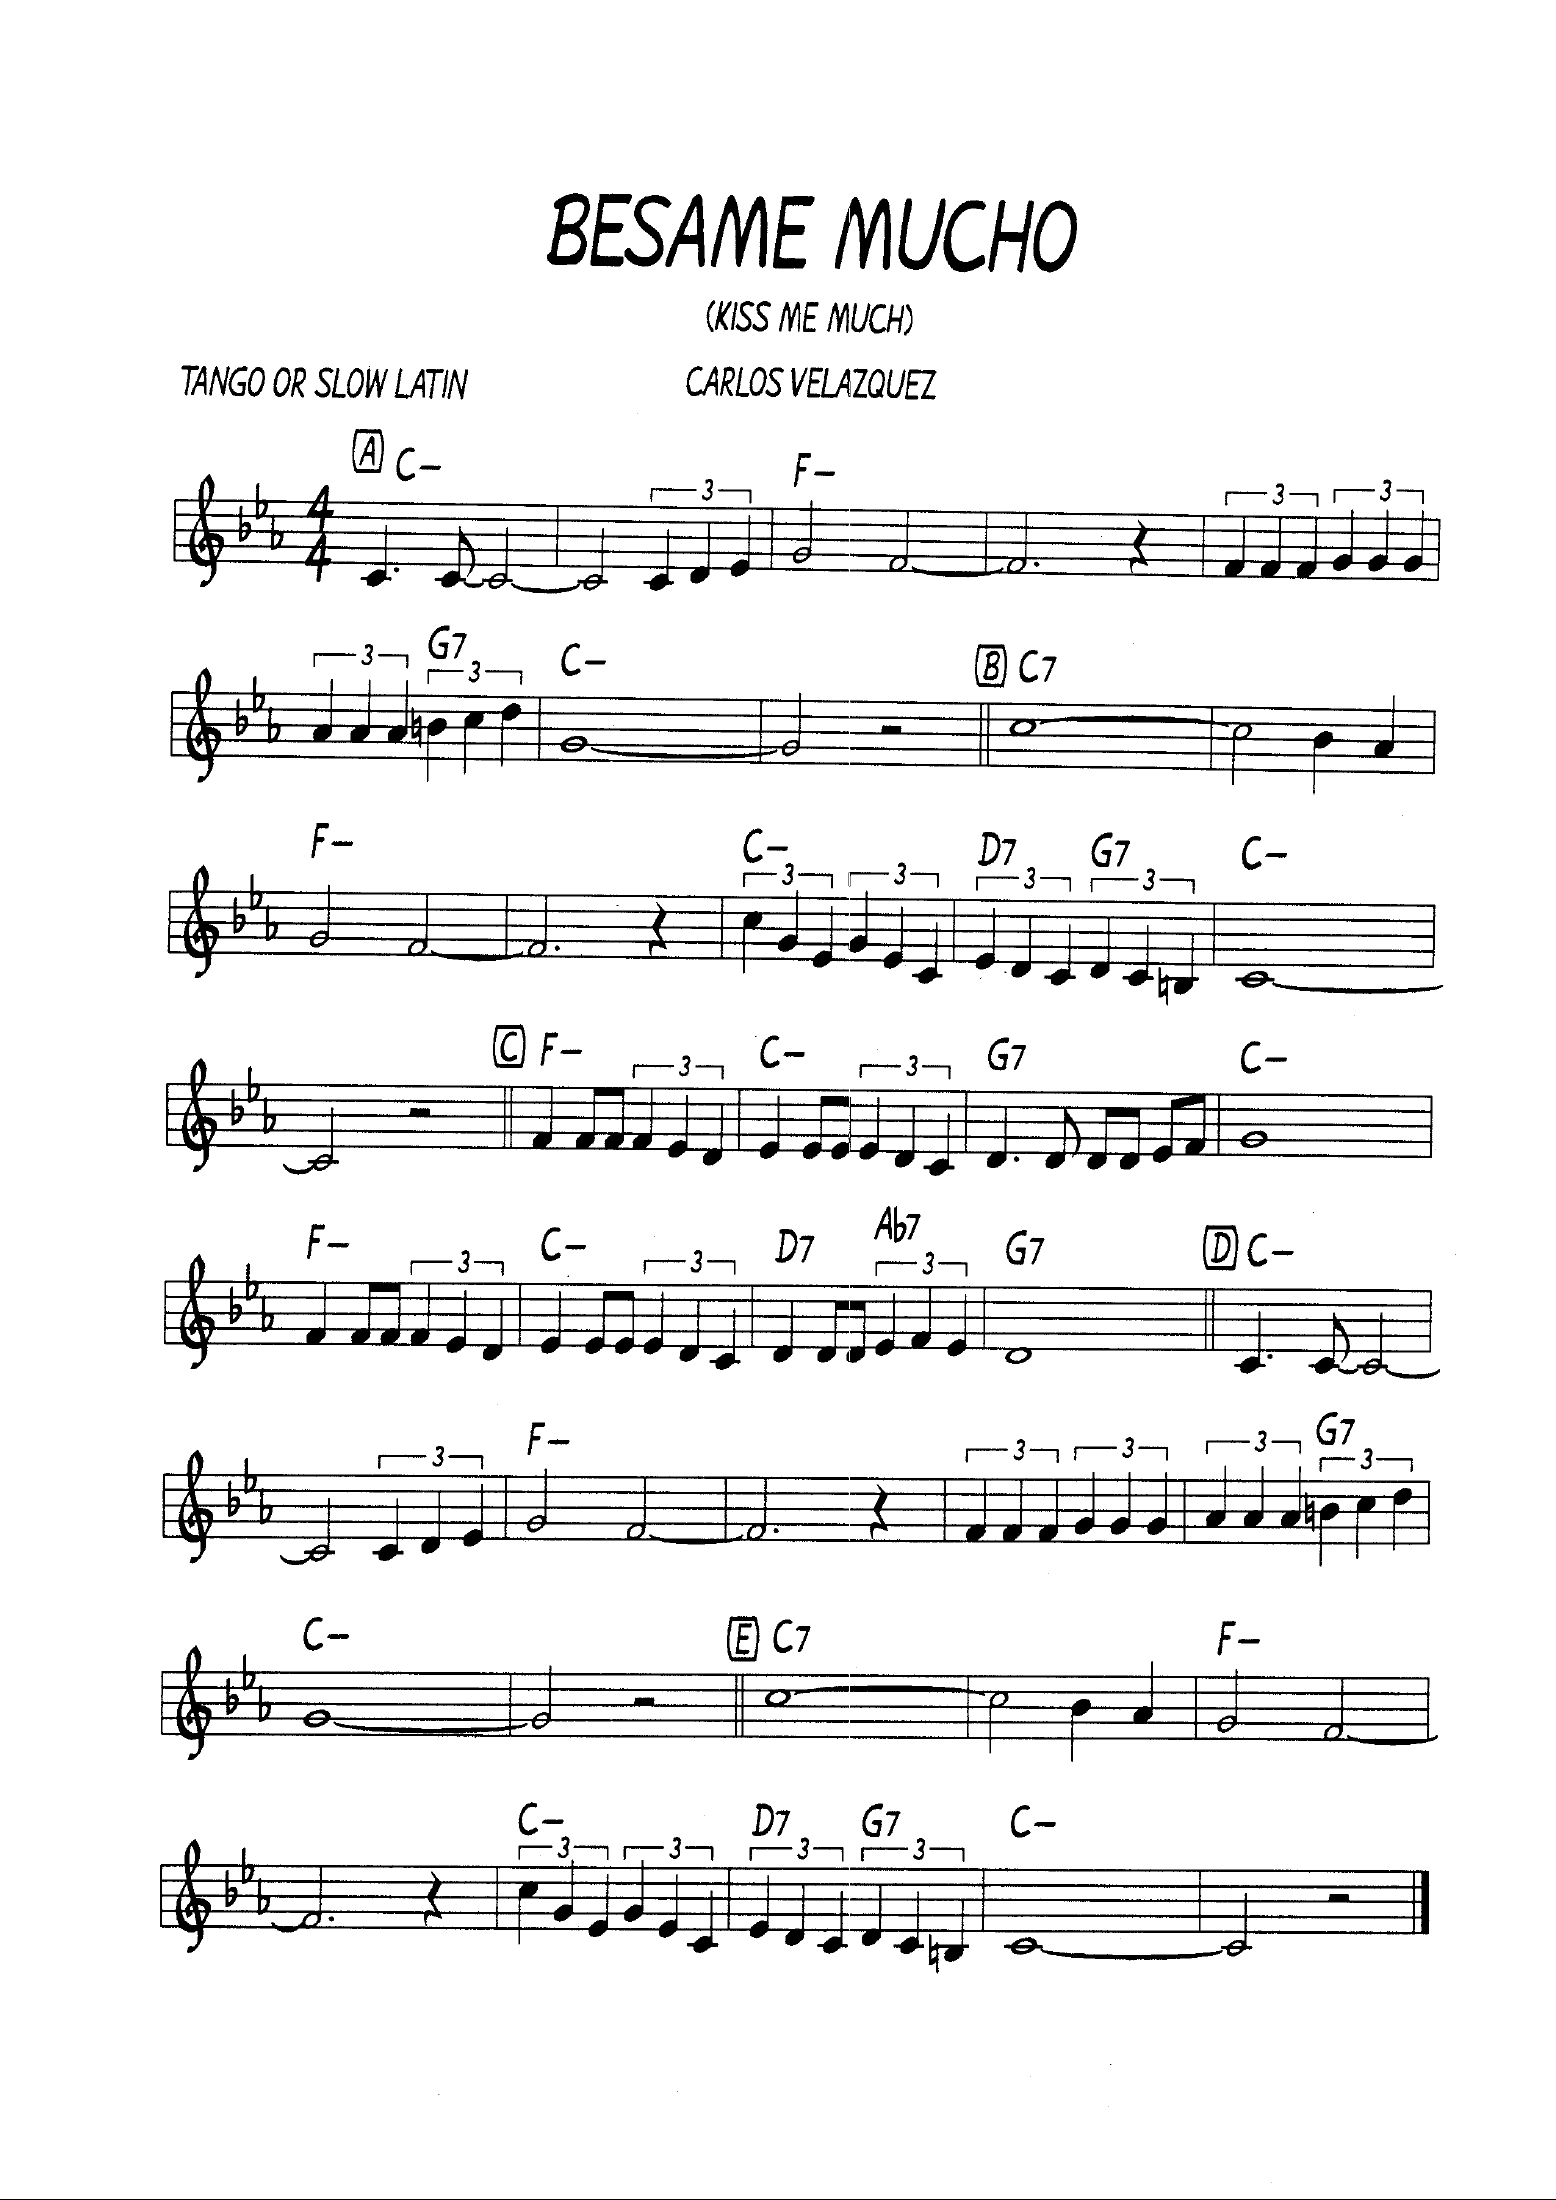 BESAME MUCHO
(KISS ME MUCH)
TANGO OR SLOW LATIN CARLOS VELAZQUEZ
A C– F–
3 3 3
4
4
G7 C– B C7
3 3
F– C– D7 G7 C–
3 3 3 3
C F– C– G7 C–
3 3
F– C– D7 Ab7 G7 D C–
3 3 3
F– G7
3 3 3 3 3
C– E C7 F–
C– D7 G7 C–
3 3 3 3